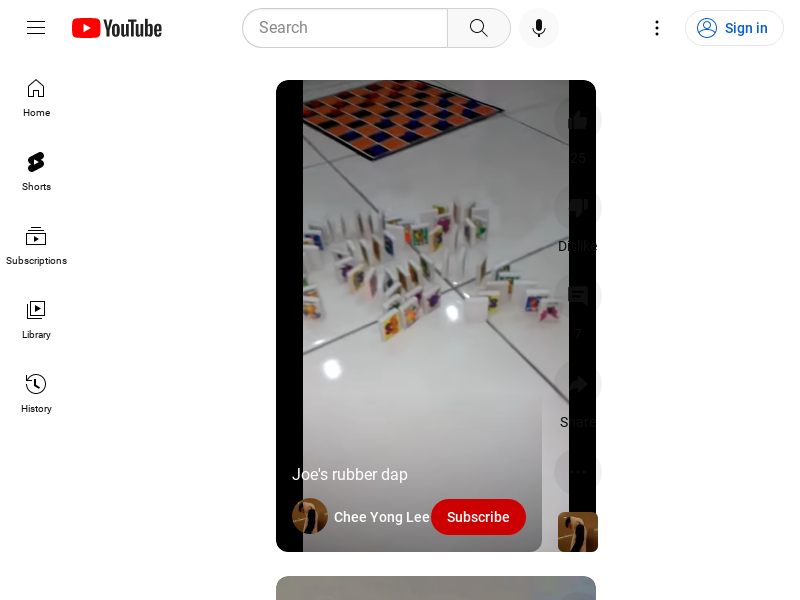 YouTube
Search
Sign in
Home
Shorts
Subscriptions
Library
History
25
Dislike
7
Share
Joe's rubber dap
Chee Yong Lee
Subscribe